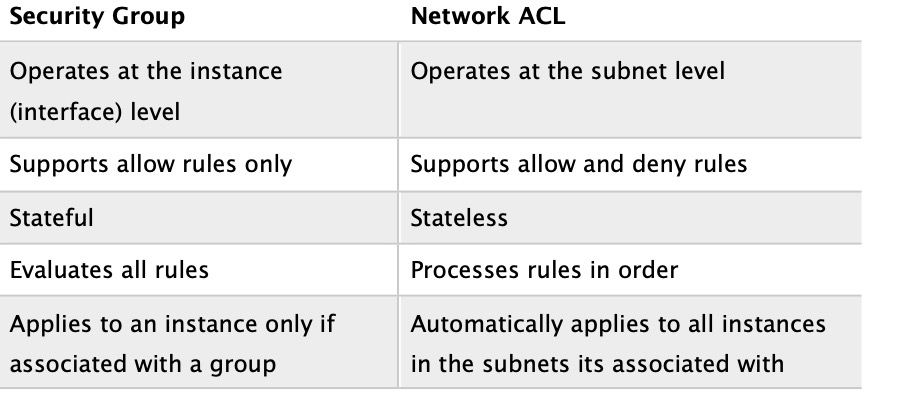 Security Group
Network ACL
Operates at the instance
(interface) level
Operates at the subnet level
Supports allow rules only
Supports allow and deny rules
Stateful
Stateless
Evaluates all rules
Processes rules in order
Applies to an instance only if
associated with a group
Automatically applies to all instances
in the subnets its associated with